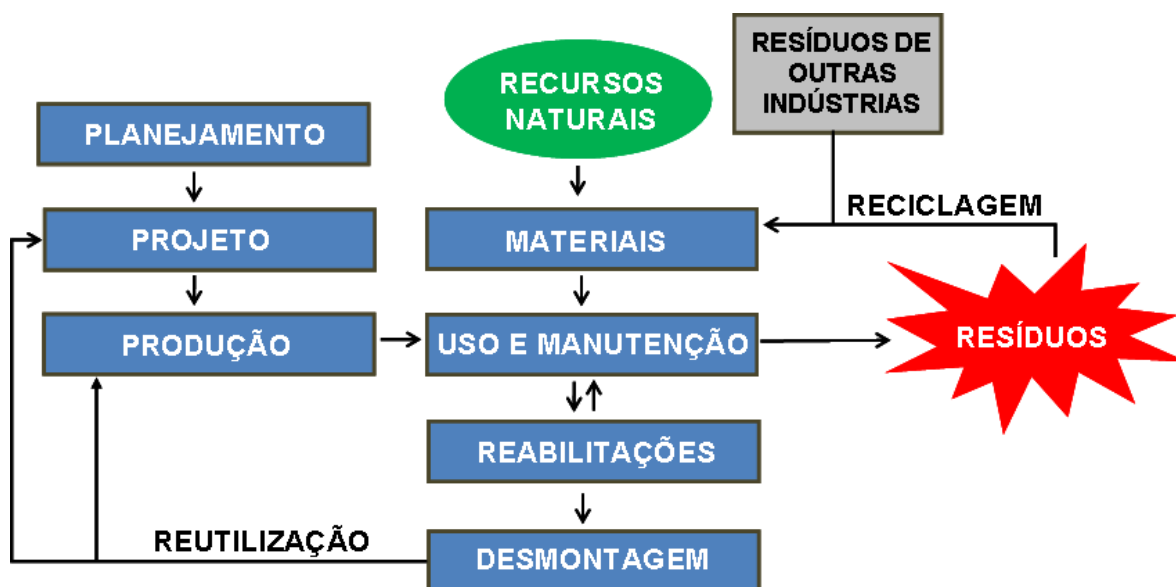 RECURSOS
NATURAIS
RESÍDUOS DE
OUTRAS
INDÚSTRIAS
PLANEJAMENTO
RECICLAGEM
PROJETO
MATERIAIS
PRODUÇÃO
USO E MANUTENÇÃO
RESÍDUOS
REABILITAÇÕES
REUTILIZAÇÃO
DESMONTAGEM